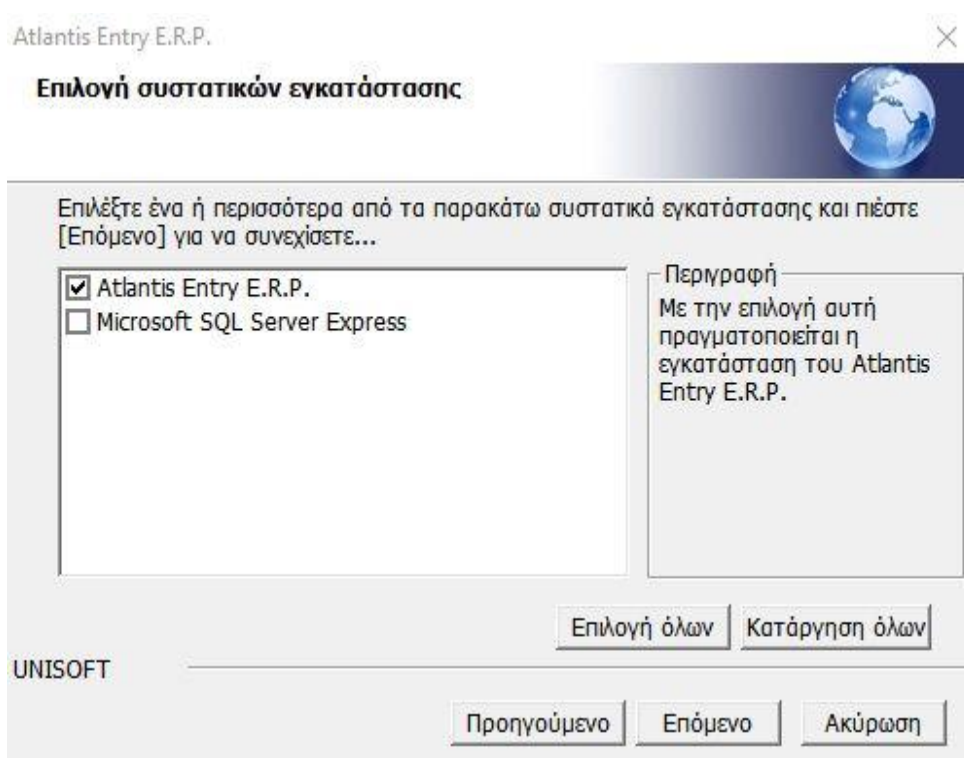 Atlantis Entry E.R.P.
Επιλογή συστατικών εγκατάστασης
Επιλέξτε ένα ή περισσότερα από τα παρακάτω συστατικά εγκατάστασης και πιέστε
[Επόμενο] για να συνεχίσετε...
Atlantis Entry E.R.P.
Microsoft SQL Server Express
Περιγραφή
Με την επιλογή αυτή
πραγματοποιείται η
εγκατάσταση του Atlantis
Entry E.R.P.
Επιλογή όλων
Κατάργηση όλων
UNISOFT
Προηγούμενο
Επόμενο
Ακύρωση